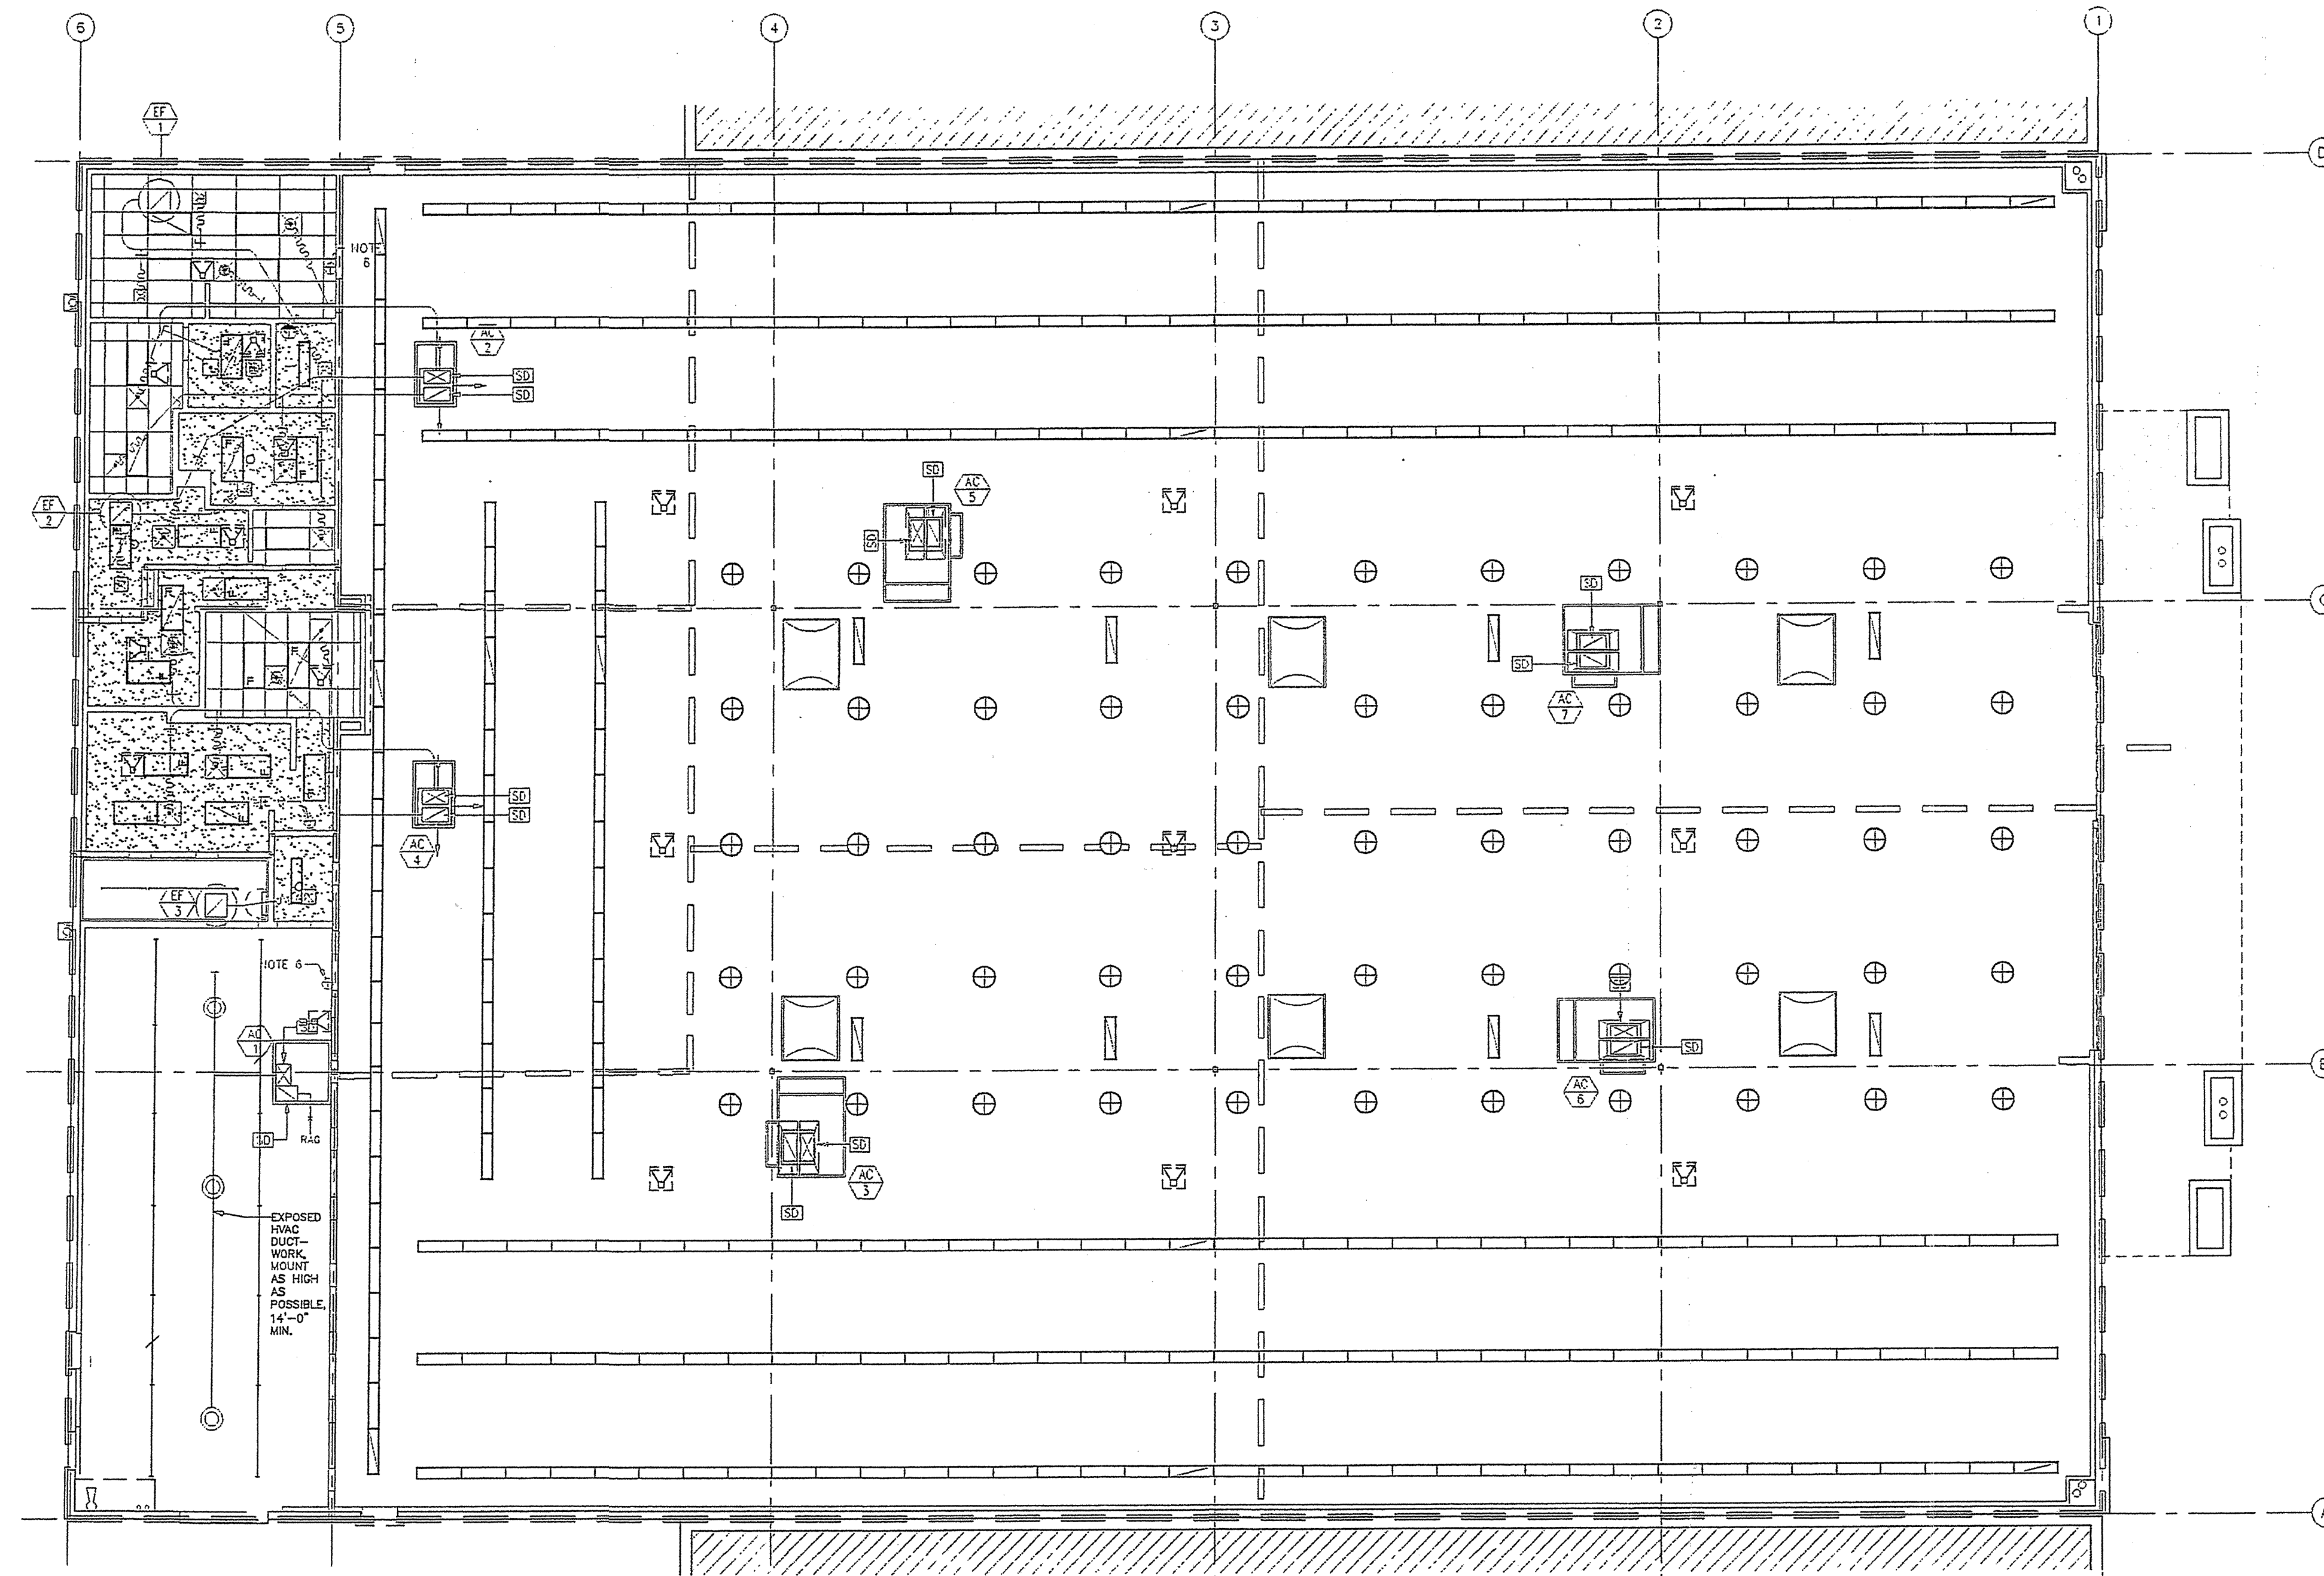 6
5
4
3
2
1
EF
1
D
NOTE
6
AC
2
SD
SD
SD
AC
5
EF
2
SD
SD
C
SD
AC
7
SD
SD
AC
4
EF
3
NOTE 6
AC
1
SD
AC
6
B
SD
RAG
SD
AC
3
SD
EXPOSED
HVAC
DUCT-
WORK.
MOUNT
AS HIGH
AS
POSSIBLE,
14'-0"
MIN.
A